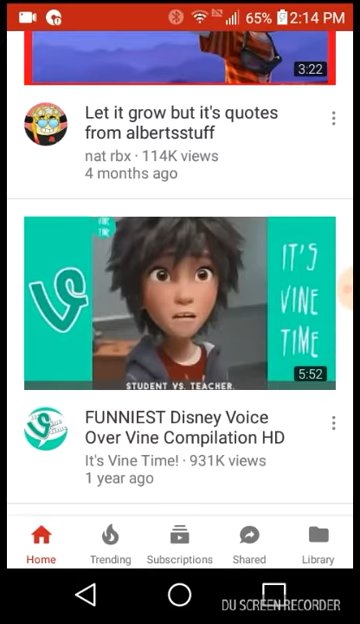 65% 2:14 PM
3:22
Let it grow but it's quotes
from albertsstuff
nat rbx · 114K views
4 months ago
VINE
TIME
IT'S
VINE
TIME
STUDENT VS. TEACHER.
5:52
FUNNIEST Disney Voice
Over Vine Compilation HD
It's Vine Time! · 931K views
1 year ago
Home Trending Subscriptions Shared Library
DU SCREEN RECORDER